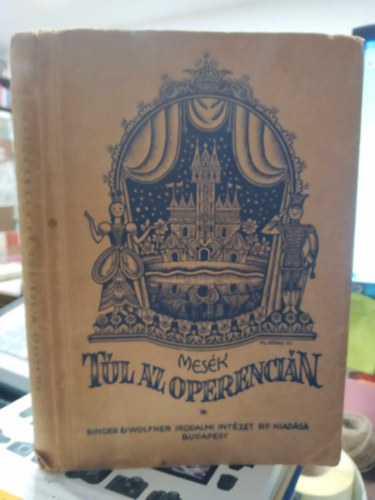 MESÉK
TÚL AZ OPERENCIÁN
SINGER & WOLFNER IRODALMI INTÉZET RT. KIADÁSA
BUDAPEST